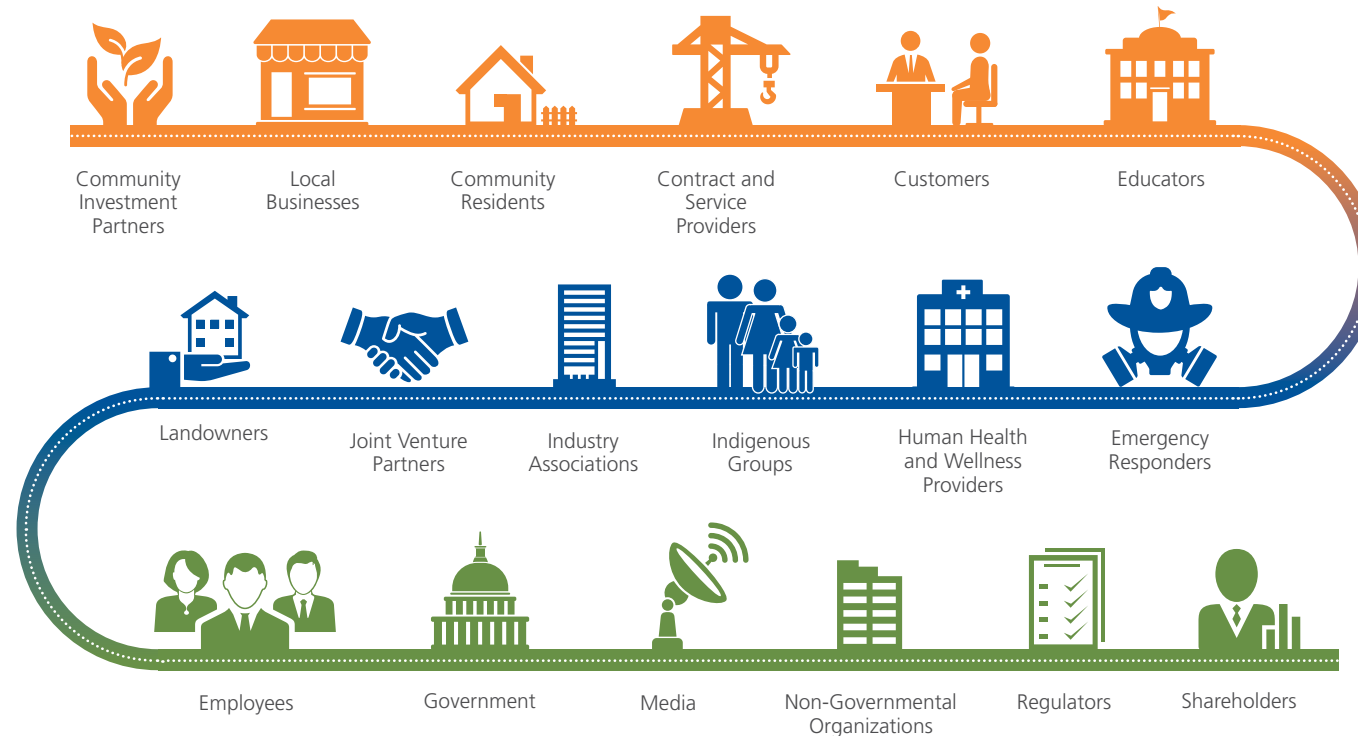 Community
Investment
Partners
Local
Businesses
Community
Residents
Contract and
Service
Providers
Customers
Educators
Landowners
Joint Venture
Partners
Industry
Associations
Indigenous
Groups
Human Health
and Wellness
Providers
Emergency
Responders
Employees
Government
Media
Non-Governmental
Organizations
Regulators
Shareholders